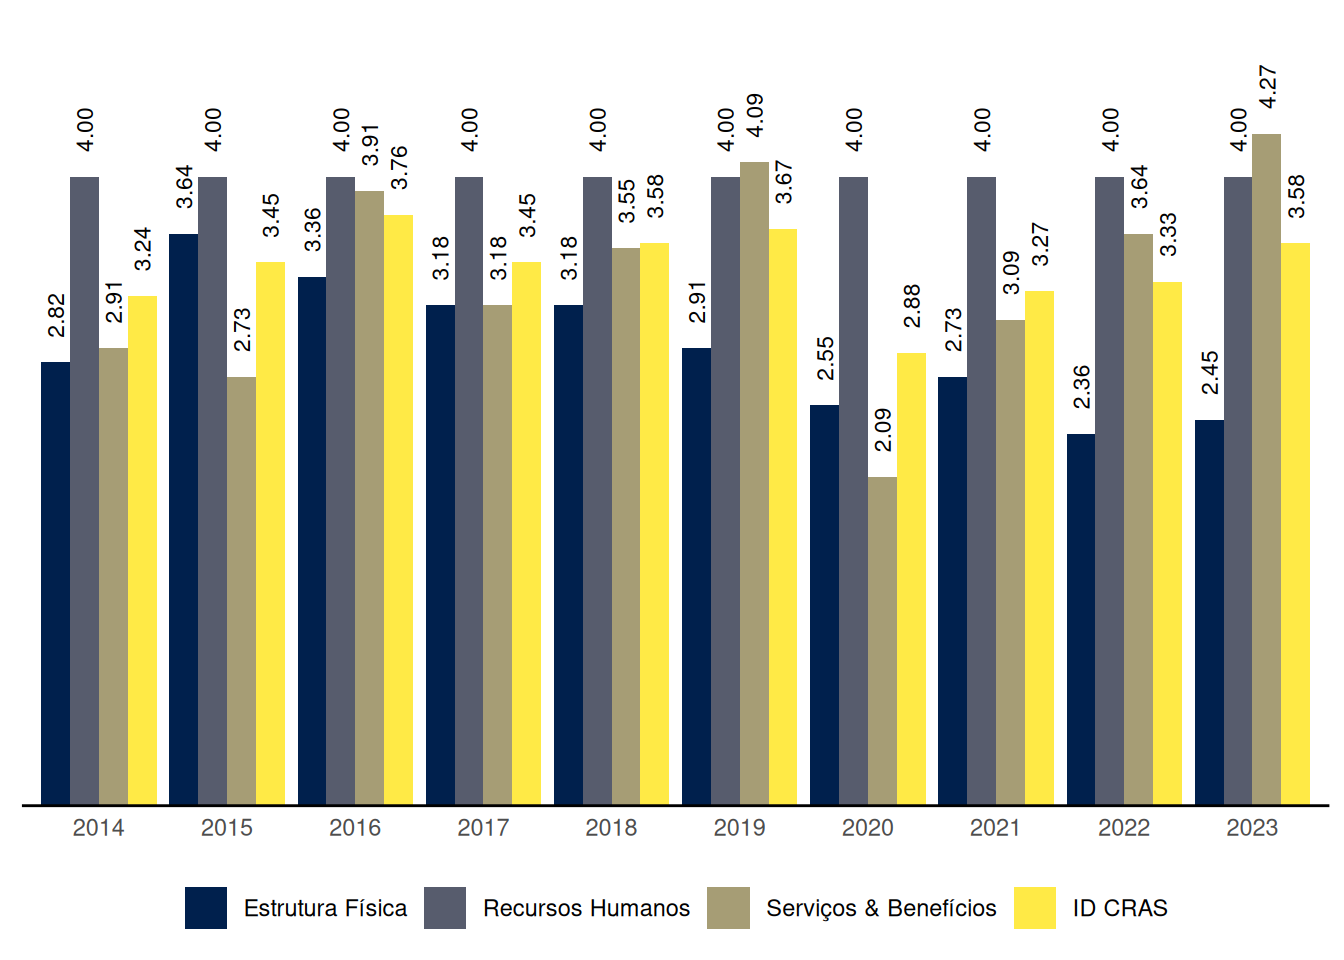 2.82 4.00 2.91 3.24
3.64 4.00 2.73 3.45
3.36 4.00 3.91 3.76
3.18 4.00 3.18 3.45
3.18 4.00 3.55 3.58
2.91 4.00 4.09 3.67
2.55 4.00 2.09 2.88
2.73 4.00 3.09 3.27
2.36 4.00 3.64 3.33
2.45 4.00 4.27 3.58
2014 2015 2016 2017 2018 2019 2020 2021 2022 2023
Estrutura Física Recursos Humanos Serviços & Benefícios ID CRAS